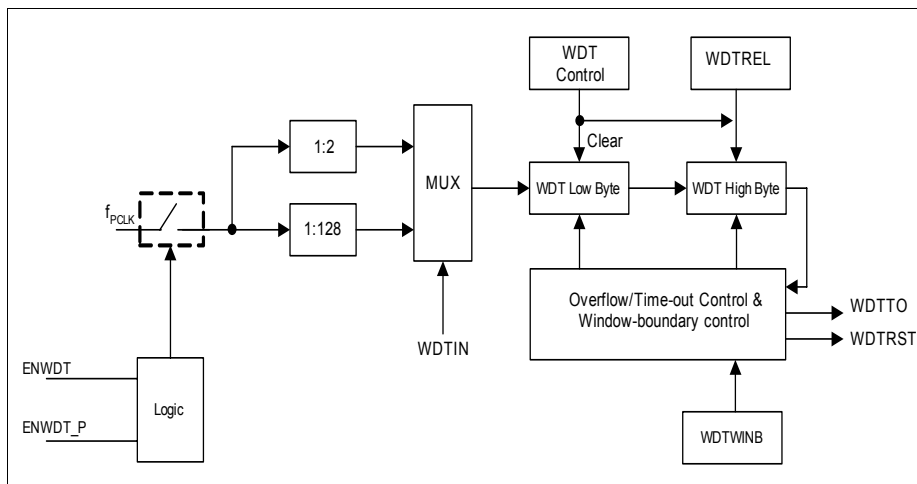 WDT
Control
WDTREL
Clear
1:2
MUX
WDT Low Byte
WDT High Byte
f_PCLK
1:128
Overflow/Time-out Control &
Window-boundary control
WDTTO
WDTRST
WDTIN
ENWDT
Logic
ENWDT_P
WDTWINB